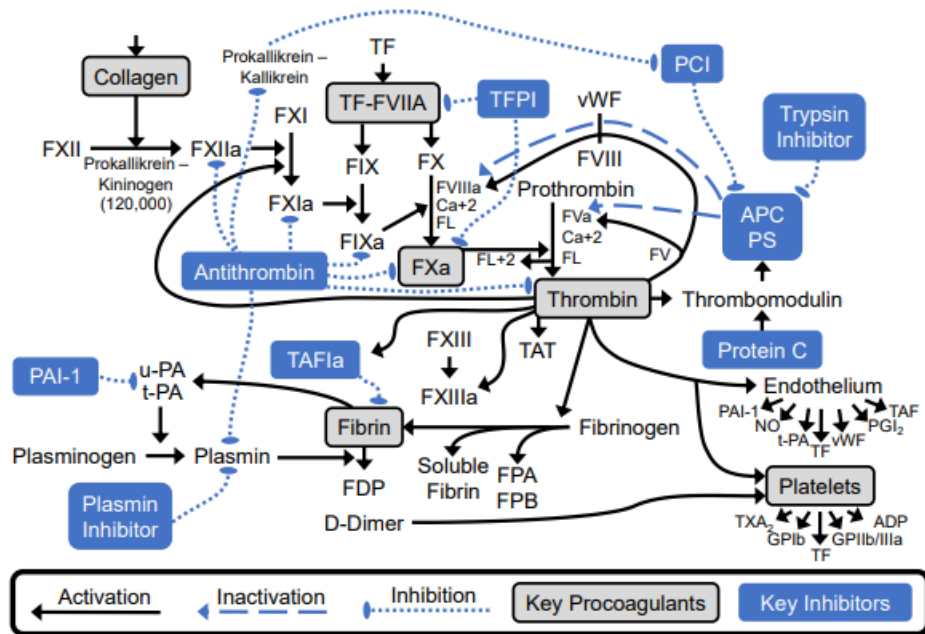 Collagen
Prokallikrein –
Kallikrein
TF
PCI
TF-FVIIA
TFPI
vWF
Trypsin
Inhibitor
FXI
FXII
FXIIa
FIX
FX
FVIII
Prokallikrein –
Kininogen
(120,000)
FVIIIa
Ca+2
FL
Prothrombin
FXIa
FVa
Ca+2
FL
APC
PS
FIXa
FV
Antithrombin
FXa
FL+2
Thrombin
Thrombomodulin
FXIII
TAT
Protein C
TAFIa
PAI-1
u-PA
t-PA
FXIIIa
Endothelium
PAI-1
NO
t-PA
TF
vWF
PGI2
TAF
Fibrin
Fibrinogen
Plasminogen
Plasmin
Soluble
Fibrin
FPA
FPB
FDP
Plasmin
Inhibitor
D-Dimer
Platelets
TXA2
GPIb
TF
GPIIb/IIIa
ADP
Activation
Inactivation
Inhibition
Key Procoagulants
Key Inhibitors